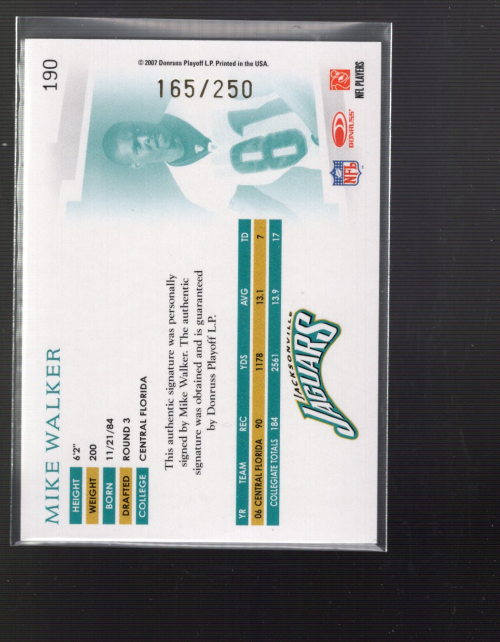 190
© 2007 Donruss Playoff L.P. Printed in the USA.
165/250
NFL PLAYERS
DONRUSS
NFL
MIKE WALKER
HEIGHT 6'2"
WEIGHT 200
BORN 11/21/84
DRAFTED ROUND 3
COLLEGE CENTRAL FLORIDA
This authentic signature was personally
signed by Mike Walker. The authentic
signature was obtained and is guaranteed
by Donruss Playoff L.P.
YR TEAM REC YDS AVG TD
06 CENTRAL FLORIDA 90 1178 13.1 7
COLLEGIATE TOTALS 184 2561 13.9 17
JACKSONVILLE
JAGUARS